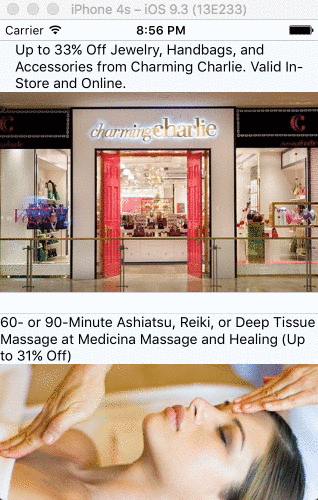 iPhone 4s – iOS 9.3 (13E233)
Carrier 8:56 PM
Up to 33% Off Jewelry, Handbags, and
Accessories from Charming Charlie. Valid In-
Store and Online.
charming charlie
60- or 90-Minute Ashiatsu, Reiki, or Deep Tissue
Massage at Medicina Massage and Healing (Up
to 31% Off)